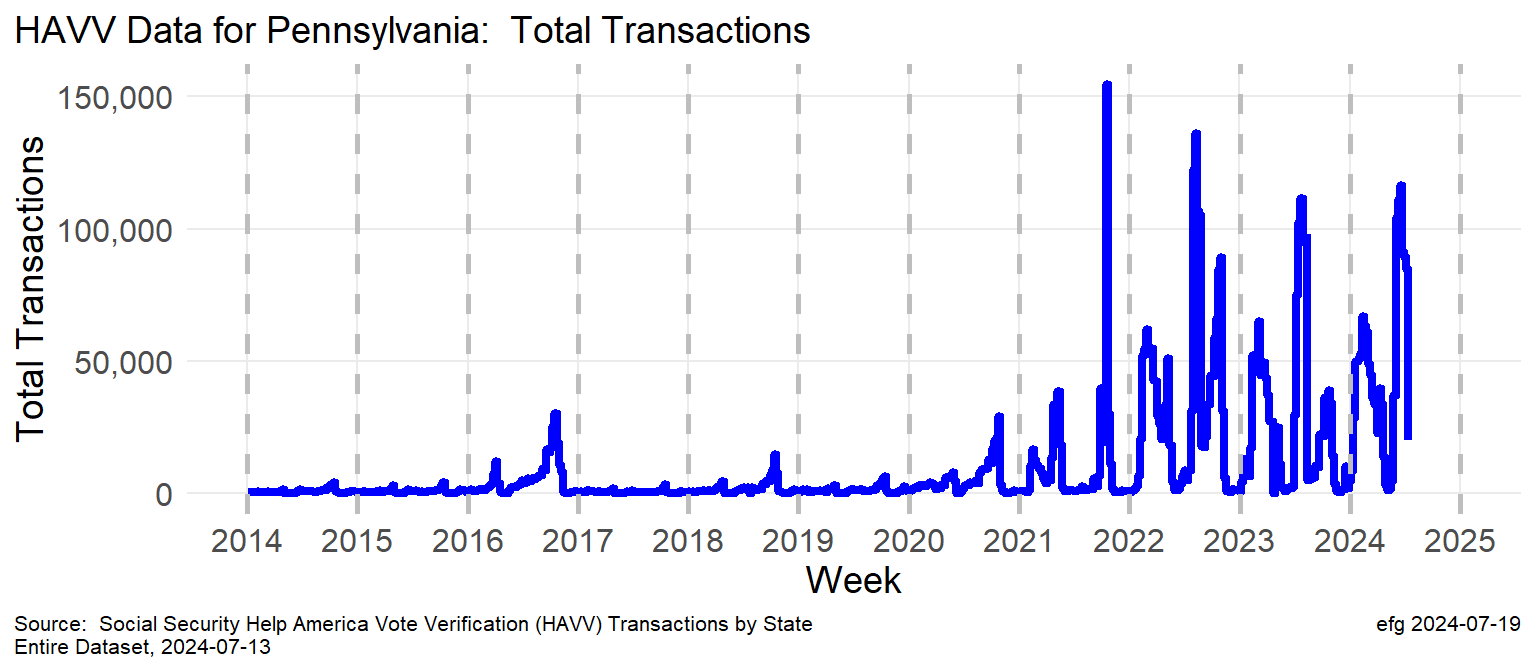 HAVV Data for Pennsylvania:  Total Transactions
150,000
100,000
50,000
0
Total Transactions
2014 2015 2016 2017 2018 2019 2020 2021 2022 2023 2024 2025
Week
Source:  Social Security Help America Vote Verification (HAVV) Transactions by State
Entire Dataset, 2024-07-13
efg 2024-07-19